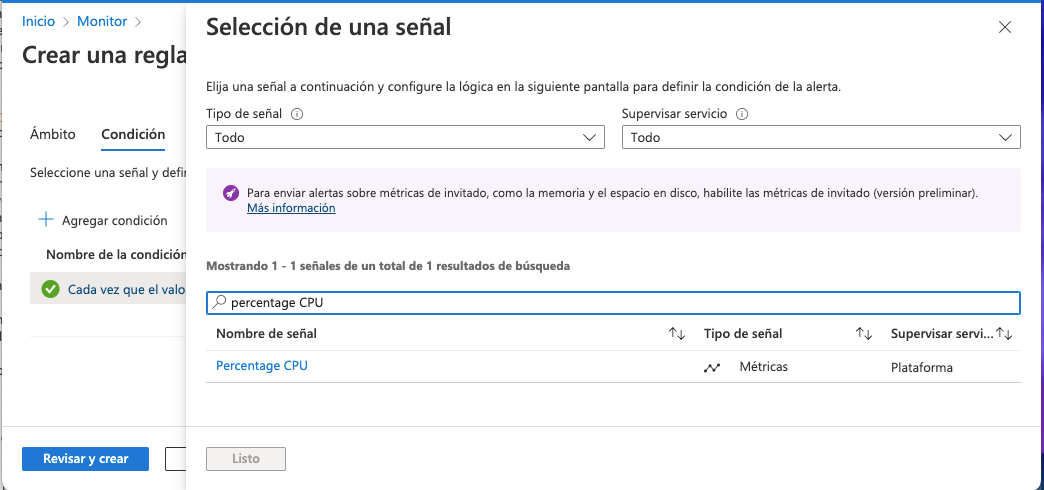 Inicio > Monitor >
Crear una regla
Ámbito Condición
Seleccione una señal y defin
Agregar condición
Nombre de la condición
Cada vez que el valo
Revisar y crear
Selección de una señal
Elija una señal a continuación y configure la lógica en la siguiente pantalla para definir la condición de la alerta.
Tipo de señal Supervisar servicio
Todo Todo
Para enviar alertas sobre métricas de invitado, como la memoria y el espacio en disco, habilite las métricas de invitado (versión preliminar).
Más información
Mostrando 1 - 1 señales de un total de 1 resultados de búsqueda
percentage CPU
Nombre de señal Tipo de señal Supervisar servi...
Percentage CPU Métricas Plataforma
Listo